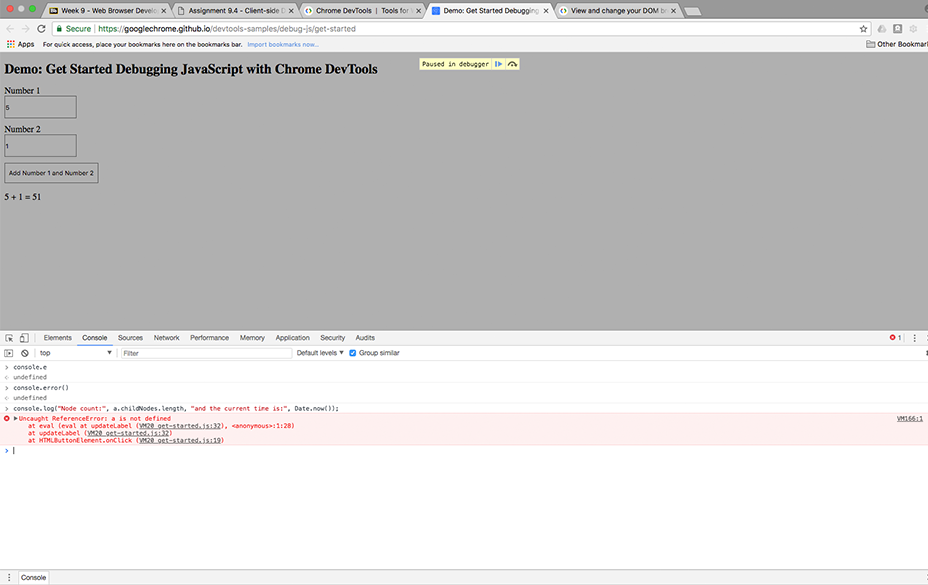 Week 9 - Web Browser Develo
Assignment 9.4 - Client-side D
Chrome DevTools | Tools for
Demo: Get Started Debugging
View and change your DOM b
Secure https://googlechrome.github.io/devtools-samples/debug-js/get-started
Apps For quick access, place your bookmarks here on the bookmarks bar. Import bookmarks now... Other Bookmar
Paused in debugger
Demo: Get Started Debugging JavaScript with Chrome DevTools
Number 1
5
Number 2
1
Add Number 1 and Number 2
5 + 1 = 51
Elements Console Sources Network Performance Memory Application Security Audits 1
top Filter Default levels Group similar
> console.e
< undefined
> console.error()
< undefined
> console.log("Node count:", a.childNodes.length, "and the current time is:", Date.now());
Uncaught ReferenceError: a is not defined VM166:1
at eval (eval at updateLabel (VM20 get-started.js:32), <anonymous>:1:28)
at updateLabel (VM20 get-started.js:32)
at HTMLButtonElement.onClick (VM20 get-started.js:19)
>
Console